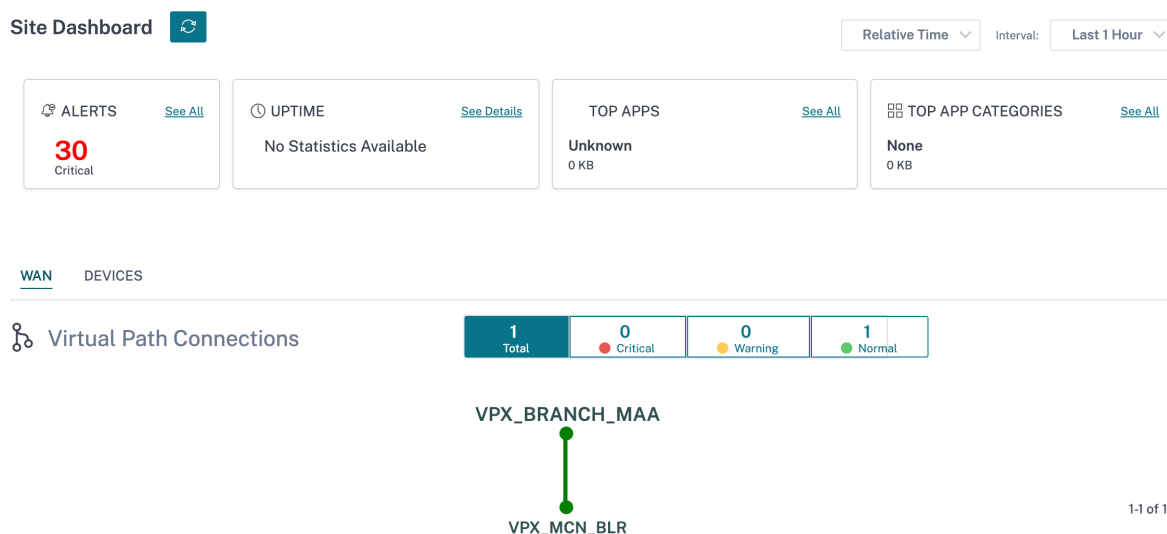 Site Dashboard
Relative Time
Interval:
Last 1 Hour
ALERTS
See All
30
Critical
UPTIME
See Details
No Statistics Available
TOP APPS
See All
Unknown
0 KB
TOP APP CATEGORIES
See All
None
0 KB
WAN
DEVICES
Virtual Path Connections
1
Total
0
Critical
0
Warning
1
Normal
VPX_BRANCH_MAA
VPX_MCN_BLR
1-1 of 1